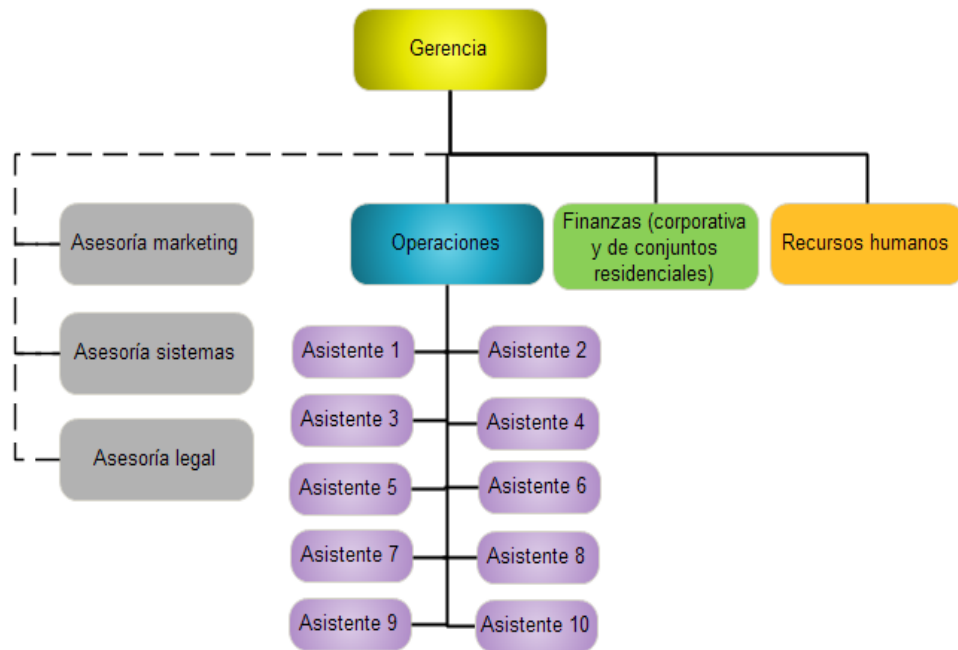 Gerencia
Asesoría marketing
Operaciones
Finanzas (corporativa
y de conjuntos
residenciales)
Recursos humanos
Asesoría sistemas
Asesoría legal
Asistente 1
Asistente 2
Asistente 3
Asistente 4
Asistente 5
Asistente 6
Asistente 7
Asistente 8
Asistente 9
Asistente 10